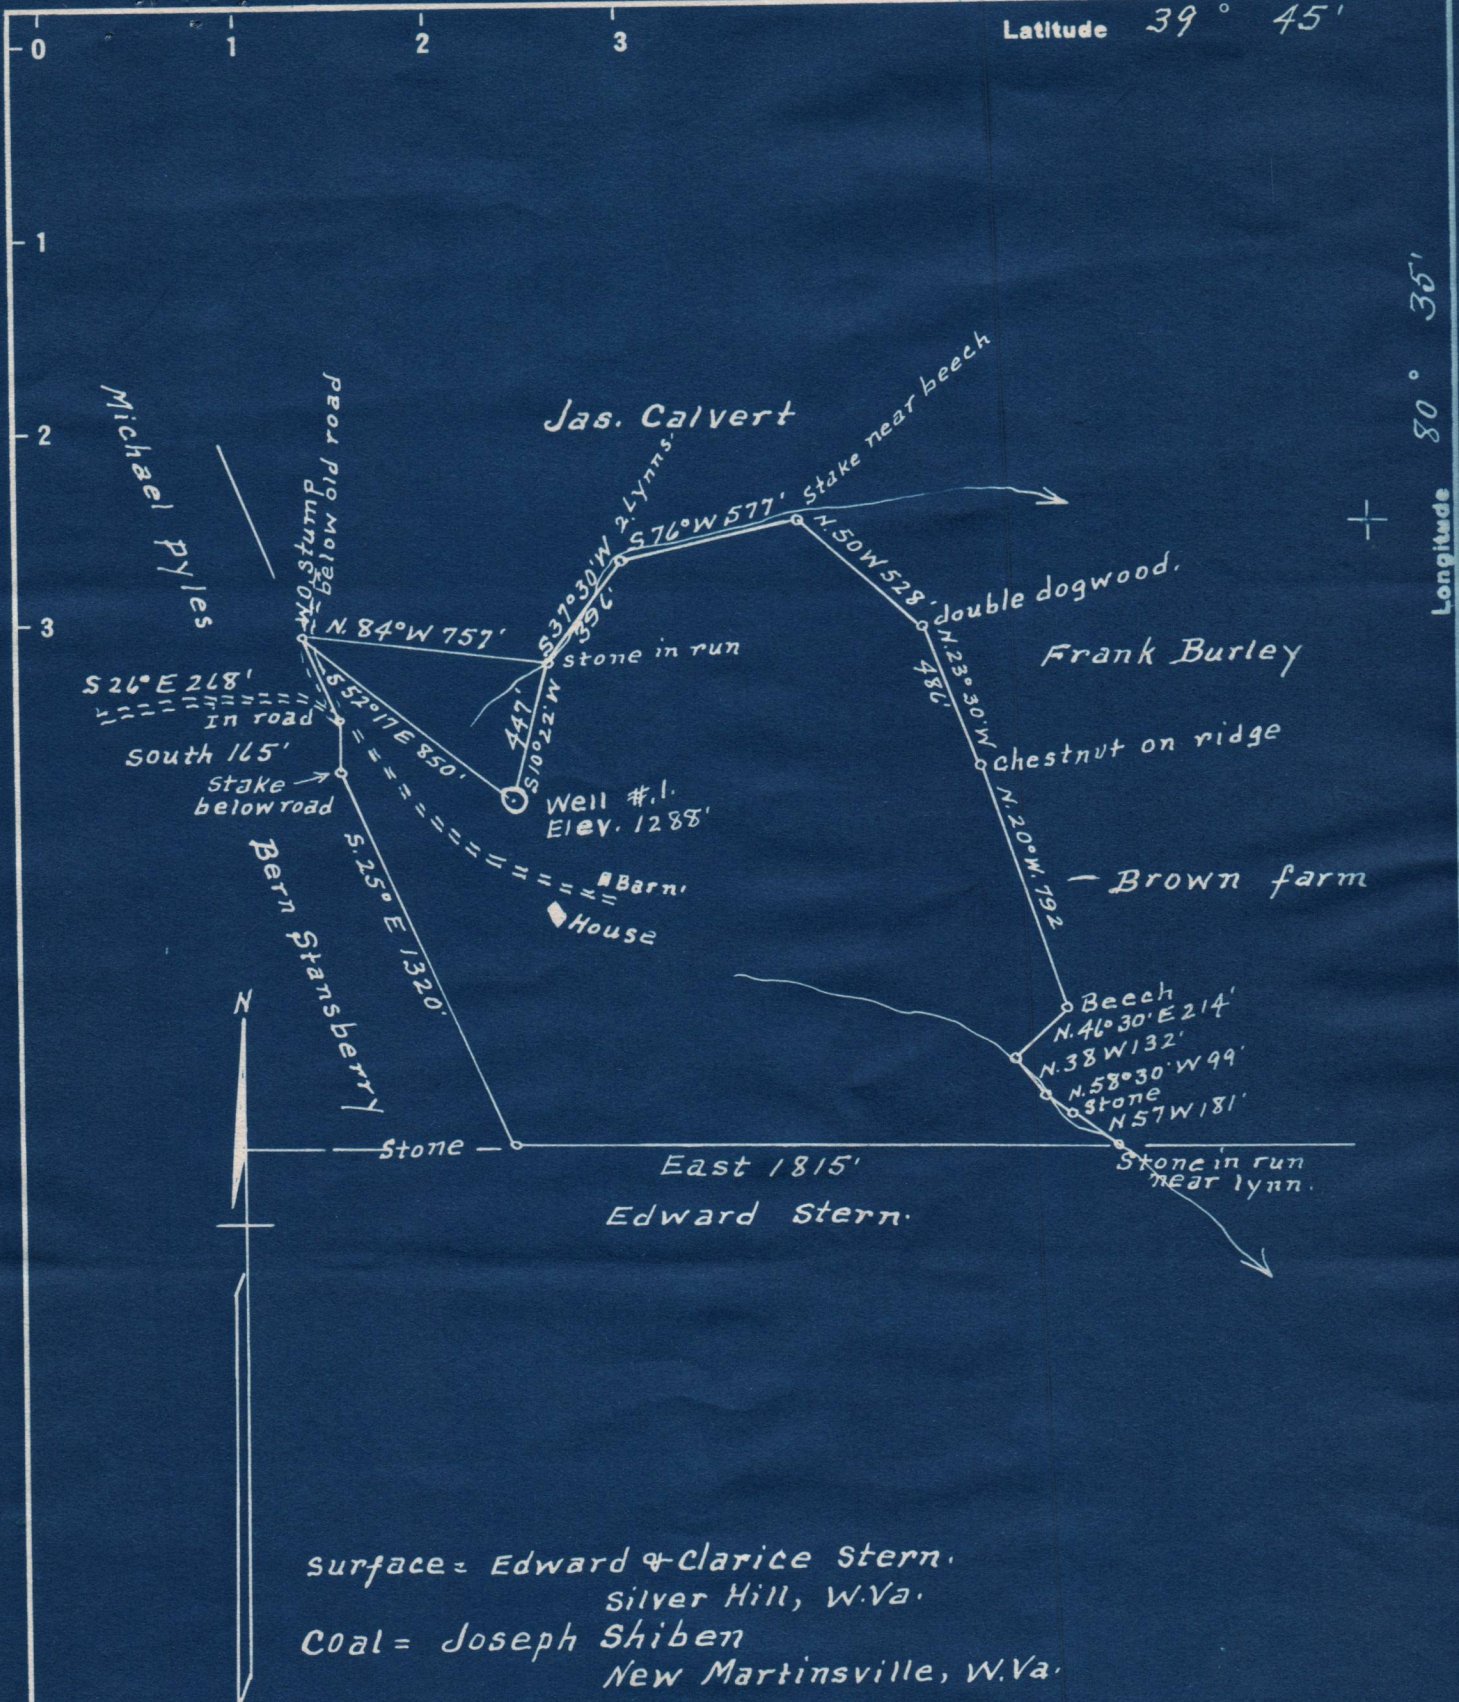 0 1 2 3
Latitude 39° 45'
1
2
3
80° 35'
Longitude
Michael Pyles
W.O. Stump
below old road
Jas. Calvert
2. Lynns'
Stake near beech
S 76° W 577'
S 37° 30' W
396'
N. 50 W 528'
double dogwood.
N. 84° W 757'
stone in run
Frank Burley
N. 23° 30' W
486'
S 26° E 268'
In road
S 52° 17 E 850'
447'
S 10° 22' W
South 165'
Stake
below road
Chestnut on ridge
Well #.1.
Elev. 1288'
S. 25° E 1320'
N. 20° W. 792
Barn.
House
Brown farm
Bern Stansberry
N
Beech
N. 46° 30' E 214'
N. 38 W 132'
N. 58° 30' W 99'
Stone
N 57 W 181'
Stone
East 1815'
Stone in run
near lynn.
Edward Stern.
Surface = Edward & Clarice Stern.
Silver Hill, W.Va.
Coal = Joseph Shiben
New Martinsville, W.Va.